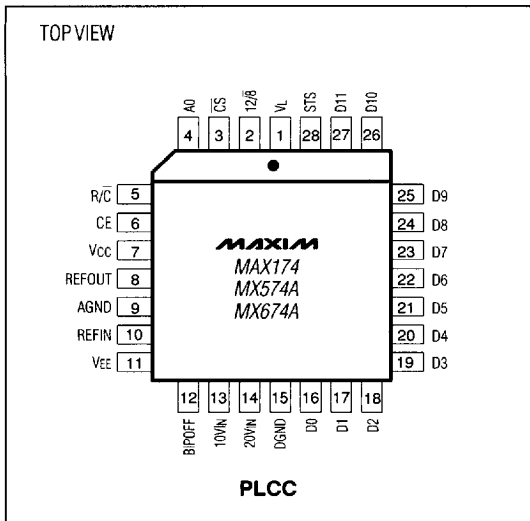 TOP VIEW
A0
C̅S̅
12/8̅
VL
STS
D11
D10
4
3
2
1
28
27
26
R/C̅ 5
CE 6
VCC 7
REFOUT 8
AGND 9
REFIN 10
VEE 11
MAXIM
MAX174
MX574A
MX674A
25 D9
24 D8
23 D7
22 D6
21 D5
20 D4
19 D3
12
13
14
15
16
17
18
BIPOFF
10VIN
20VIN
DGND
D0
D1
D2
PLCC